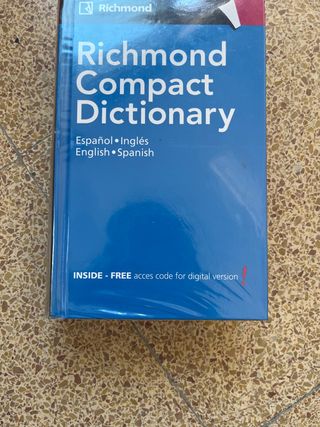 Richmond
Richmond
Compact
Dictionary
Español • Inglés
English • Spanish
INSIDE - FREE acces code for digital version